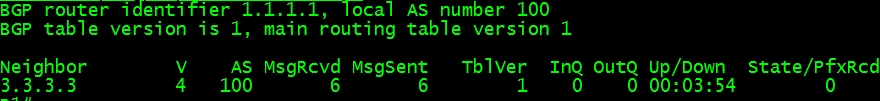 BGP router identifier 1.1.1.1, local AS number 100
BGP table version is 1, main routing table version 1
Neighbor V AS MsgRcvd MsgSent TblVer InQ OutQ Up/Down State/PfxRcd
3.3.3.3 4 100 6 6 1 0 0 00:03:54 0